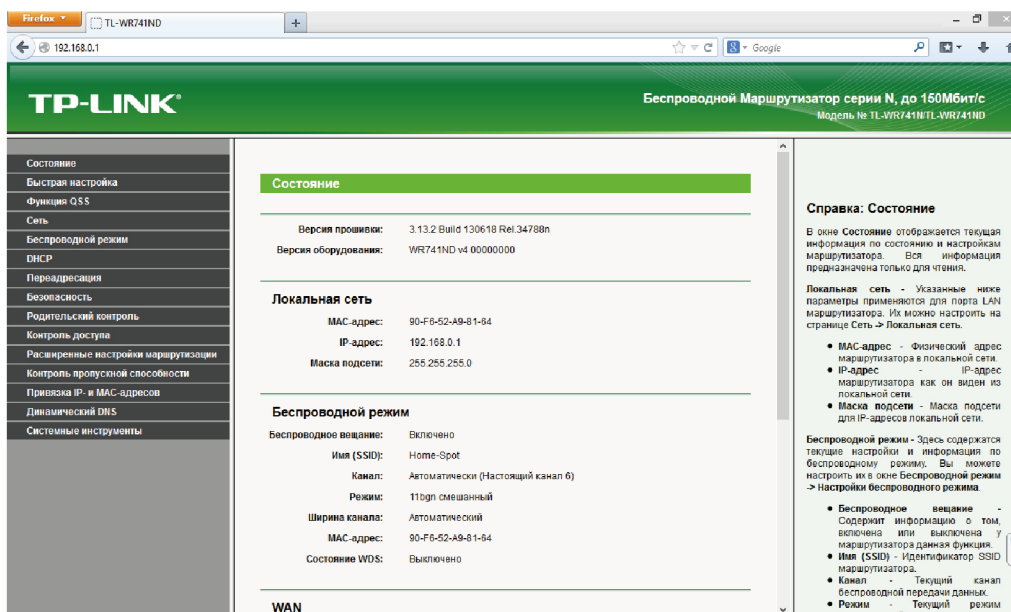 Firefox
TL-WR741ND
192.168.0.1
Google
TP-LINK
Беспроводной Маршрутизатор серии N, до 150Мбит/с
Модель № TL-WR741N/TL-WR741ND
Состояние
Быстрая настройка
Функция QSS
Сеть
Беспроводной режим
DHCP
Переадресация
Безопасность
Родительский контроль
Контроль доступа
Расширенные настройки маршрутизации
Контроль пропускной способности
Привязка IP- и MAC-адресов
Динамический DNS
Системные инструменты
Состояние
Версия прошивки: 3.13.2 Build 130618 Rel.34788n
Версия оборудования: WR741ND v4 00000000
Локальная сеть
MAC-адрес: 90-F6-52-A9-81-64
IP-адрес: 192.168.0.1
Маска подсети: 255.255.255.0
Беспроводной режим
Беспроводное вещание: Включено
Имя (SSID): Home-Spot
Канал: Автоматически (Настоящий канал 6)
Режим: 11bgn смешанный
Ширина канала: Автоматический
MAC-адрес: 90-F6-52-A9-81-64
Состояние WDS: Выключено
WAN
Справка: Состояние
В окне Состояние отображается текущая
информация по состоянию и настройкам
маршрутизатора. Вся информация
предназначена только для чтения.
Локальная сеть - Указанные ниже
параметры применяются для порта LAN
маршрутизатора. Их можно настроить на
странице Сеть -> Локальная сеть.
● MAC-адрес - Физический адрес
маршрутизатора в локальной сети.
● IP-адрес - IP-адрес
маршрутизатора как он виден из
локальной сети.
● Маска подсети - Маска подсети
для IP-адресов локальной сети.
Беспроводной режим - Здесь содержатся
текущие настройки и информация по
беспроводному режиму. Вы можете
настроить их в окне Беспроводной режим
-> Настройки беспроводного режима.
● Беспроводное вещание -
Содержит информацию о том,
включена или выключена у
маршрутизатора данная функция.
● Имя (SSID) - Идентификатор SSID
маршрутизатора.
● Канал - Текущий канал
беспроводной передачи данных.
● Режим - Текущий режим